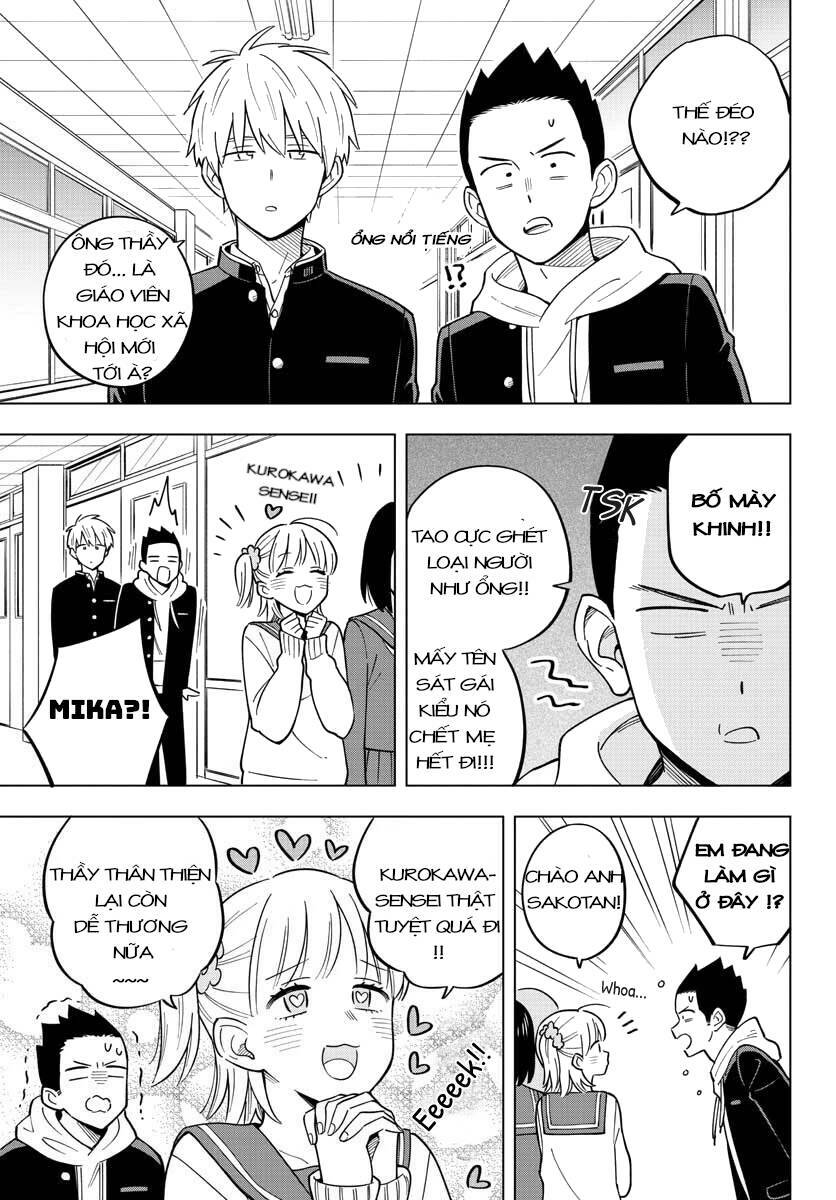 THẾ ĐÉO
NÀO!??
ỔNG NỔI TIẾNG
!?
ÔNG THẦY
ĐÓ... LÀ
GIÁO VIÊN
KHOA HỌC XÃ
HỘI MỚI
TỚI À?
BỐ MÀY
KHINH!!
TSK
TAO CỰC GHÉT
LOẠI NGƯỜI
NHƯ ỔNG!!
MẤY TÊN
SÁT GÁI
KIỂU NÓ
CHẾT MẸ
HẾT ĐI!!!
KUROKAWA
SENSEII
MIKA?!
EM ĐANG
LÀM GÌ
Ở ĐÂY !?
CHÀO ANH
SAKOTAN!
Whoa...
KUROKAWA-
SENSEI THẬT
TUYỆT QUÁ ĐI
!!
Eeeeek!!
THẦY THÂN THIỆN
LẠI CÒN
DỄ THƯƠNG
NỮA
~~~